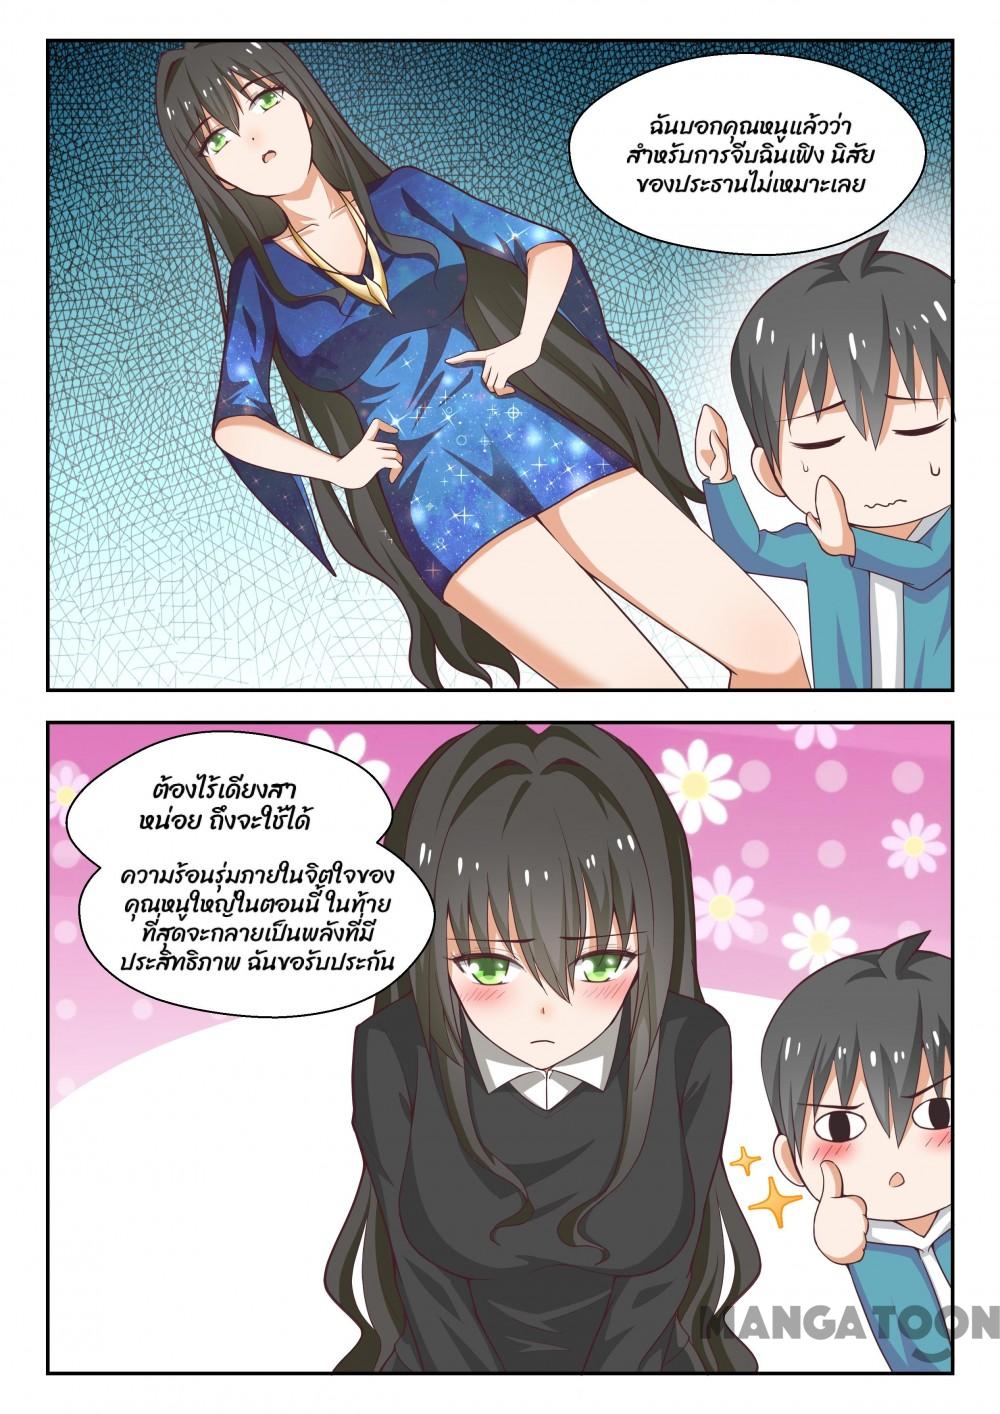 ฉันบอกคุณหนูแล้วว่า
สำหรับการจีบฉินเฟิง นิสัย
ของประธานไม่เหมาะเลย
ต้องไร้เดียงสา
หน่อย ถึงจะใช้ได้
ความร้อนรุ่มภายในจิตใจของ
คุณหนูใหญ่ในตอนนี้ ในท้าย
ที่สุดจะกลายเป็นพลังที่มี
ประสิทธิภาพ ฉันขอรับประกัน
MANGATOON